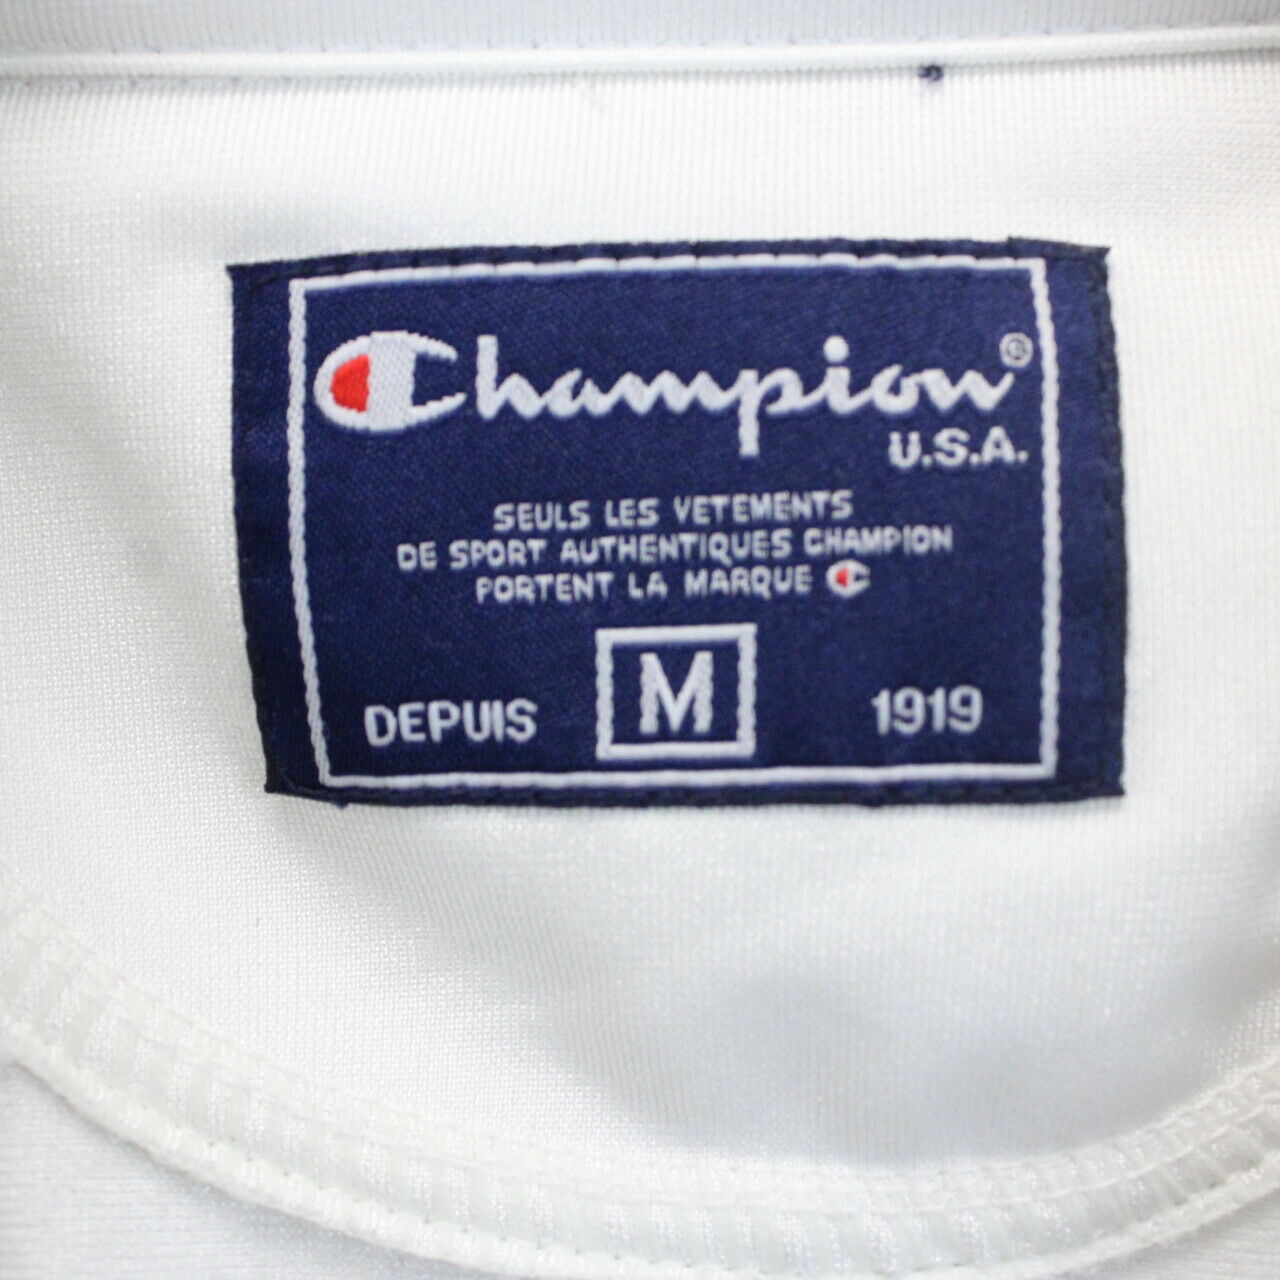 Champion®
U.S.A.
SEULS LES VETEMENTS
DE SPORT AUTHENTIQUES CHAMPION
PORTENT LA MARQUE C
M
DEPUIS 1919